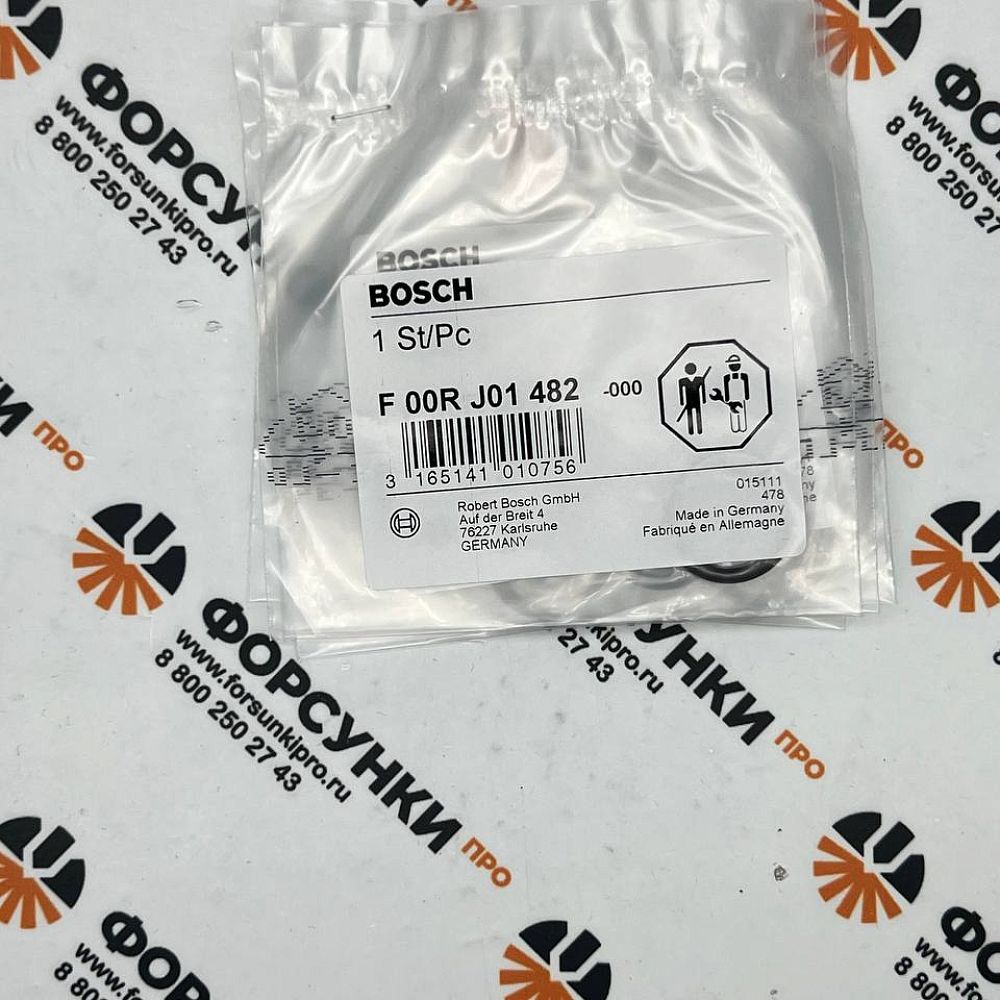 ФОРСУНКИ
www.forsunkipro.ru
8 800 250 27 43
BOSCH
BOSCH
1 St/Pc
F 00R J01 482 -000
3 165141 010756
Robert Bosch GmbH
Auf der Breit 4
76227 Karlsruhe
GERMANY
015111
478
Made in Germany
Fabriqué en Allemagne
ПРО
ПРО
ФОРСУНКИ ПРО
www.forsunkipro.ru
8 800 250 27 43
ПРО